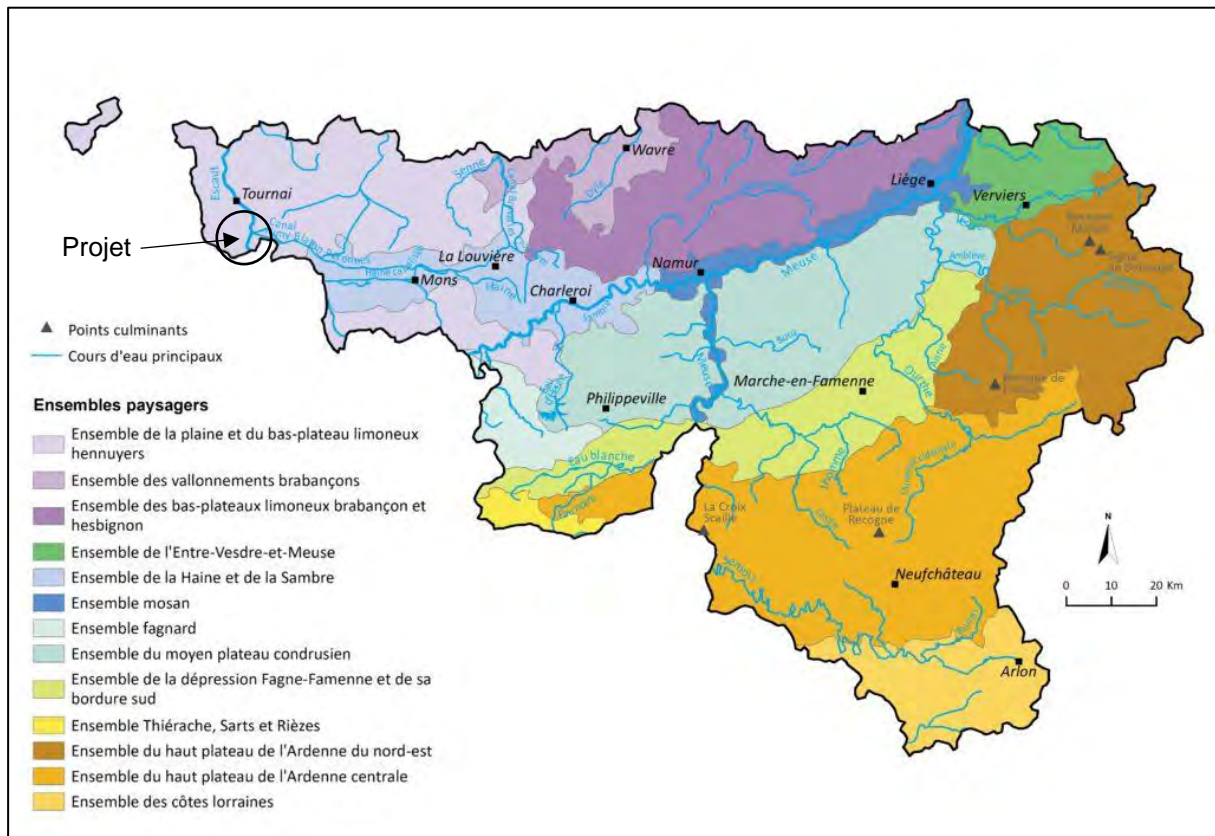 Wavre
Senne
Dyle
Liège
Escaut
Tournai
Verviers
Projet
La Louvière
Namur
Meuse
Amblève
Mons
Haine
Charleroi
Sambre
Points culminants
Cours d'eau principaux
Meuse
Marche-en-Famenne
Ourthe
Philippeville
Ensembles paysagers
Ensemble de la plaine et du bas-plateau limoneux
hennuyers
Eau blanche
Ensemble des vallonnements brabançons
Lhomme
Ensemble des bas-plateaux limoneux brabançon et
hesbignon
La Croix
Scaille
Plateau de
Recogne
Ensemble de l'Entre-Vesdre-et-Meuse
N
Ensemble de la Haine et de la Sambre
Semois
Neufchâteau
0 10 20 Km
Ensemble mosan
Ensemble fagnard
Ensemble du moyen plateau condrusien
Ensemble de la dépression Fagne-Famenne et de sa
bordure sud
Arlon
Ensemble Thiérache, Sarts et Rièzes
Ensemble du haut plateau de l'Ardenne du nord-est
Ensemble du haut plateau de l'Ardenne centrale
Ensemble des côtes lorraines